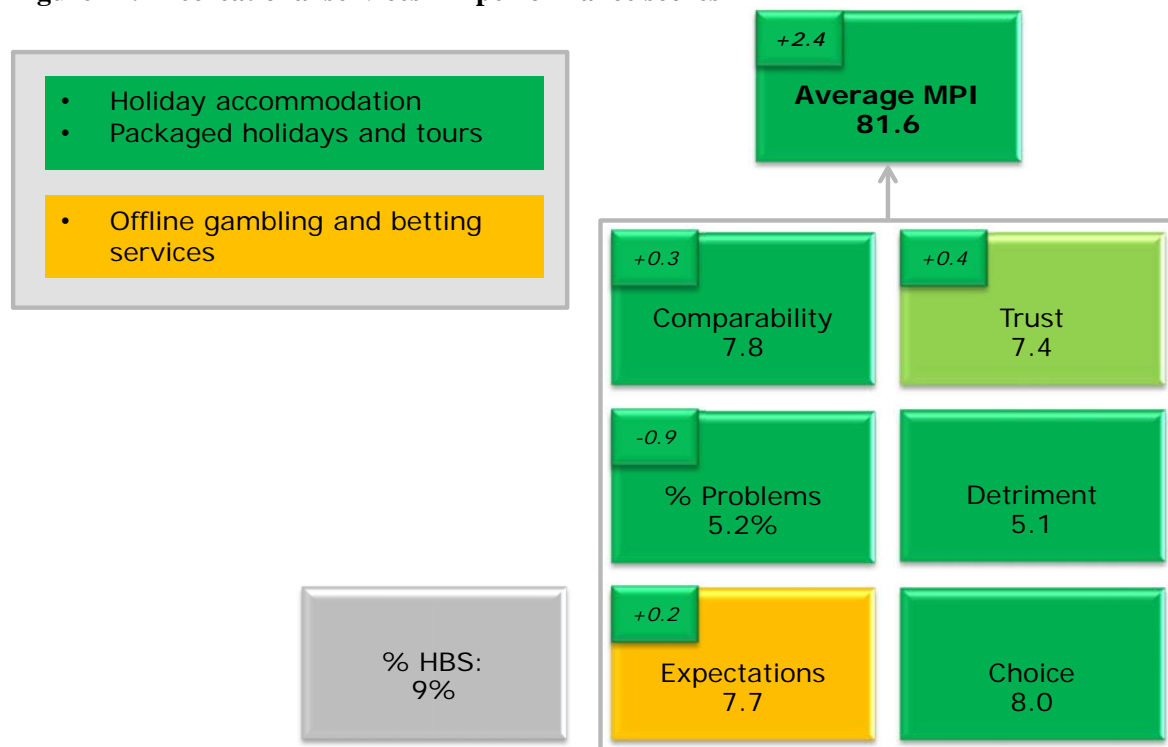 +2.4
Average MPI
81.6
• Holiday accommodation
• Packaged holidays and tours
• Offline gambling and betting
services
+0.3
Comparability
7.8
+0.4
Trust
7.4
-0.9
% Problems
5.2%
Detriment
5.1
+0.2
Expectations
7.7
Choice
8.0
% HBS:
9%